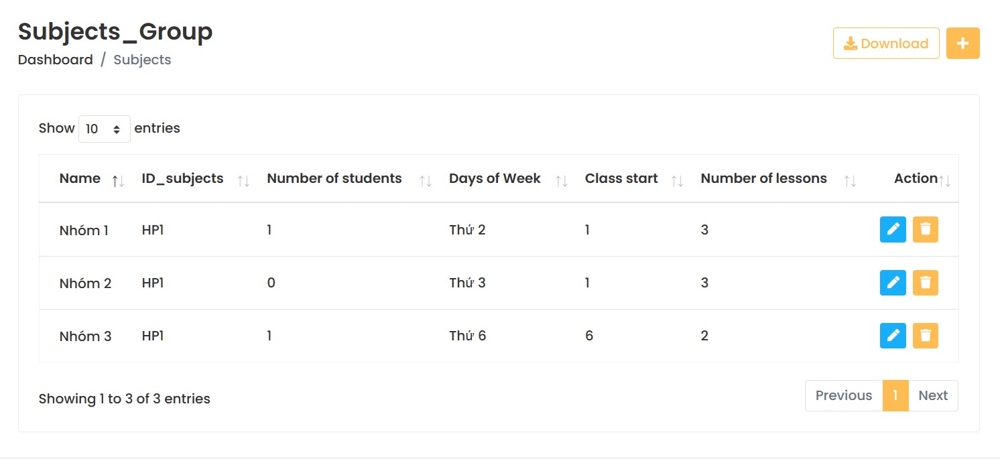 Subjects_Group
Dashboard / Subjects
Download
Show 10 entries
Name ID_subjects Number of students Days of Week Class start Number of lessons Action
Nhóm 1 HP1 1 Thứ 2 1 3
Nhóm 2 HP1 0 Thứ 3 1 3
Nhóm 3 HP1 1 Thứ 6 6 2
Showing 1 to 3 of 3 entries
Previous 1 Next